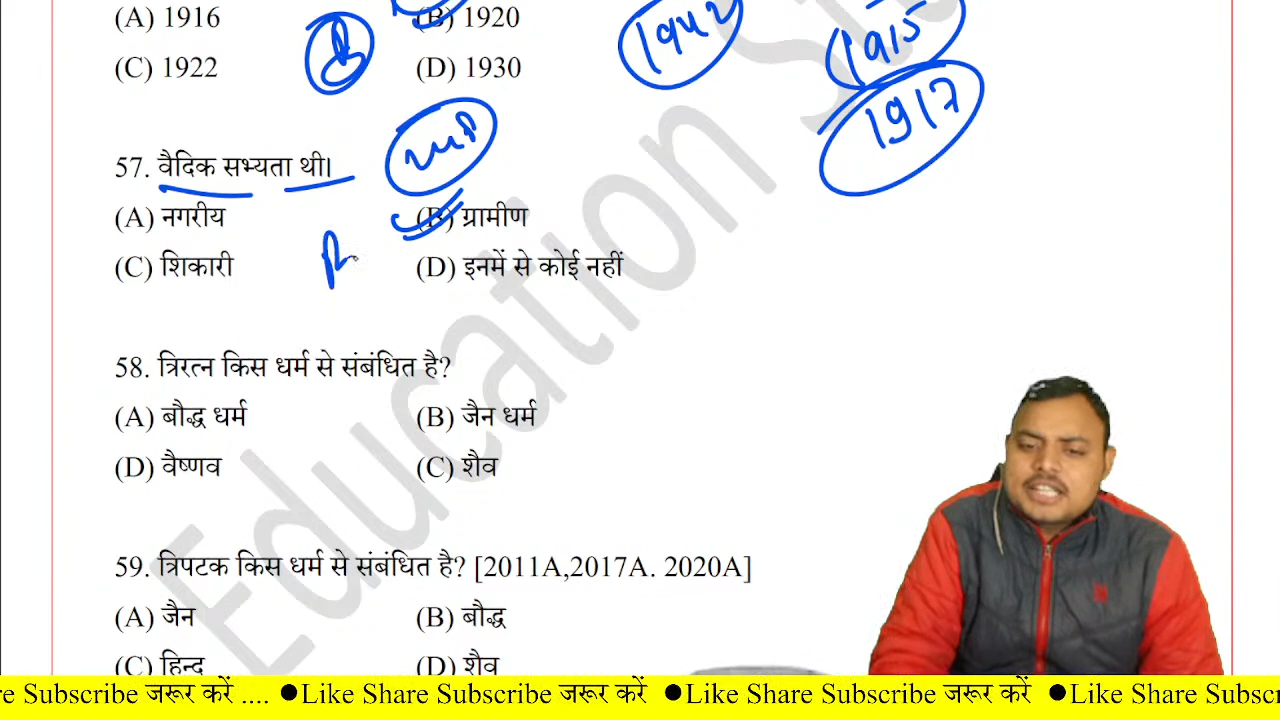 (A) 1916 (B) 1920
(C) 1922 (D) 1930
1942
1915
1917
57. वैदिक सभ्यता थी।
(A) नगरीय (B) ग्रामीण
(C) शिकारी (D) इनमें से कोई नहीं
58. त्रिरत्न किस धर्म से संबंधित है?
(A) बौद्ध धर्म (B) जैन धर्म
(D) वैष्णव (C) शैव
59. त्रिपटक किस धर्म से संबंधित है? [2011A,2017A. 2020A]
(A) जैन (B) बौद्ध
(C) हिन्दू (D) शैव
re Subscribe जरूर करें .... ●Like Share Subscribe जरूर करें ●Like Share Subscribe जरूर करें ●Like Share Subscr
Education